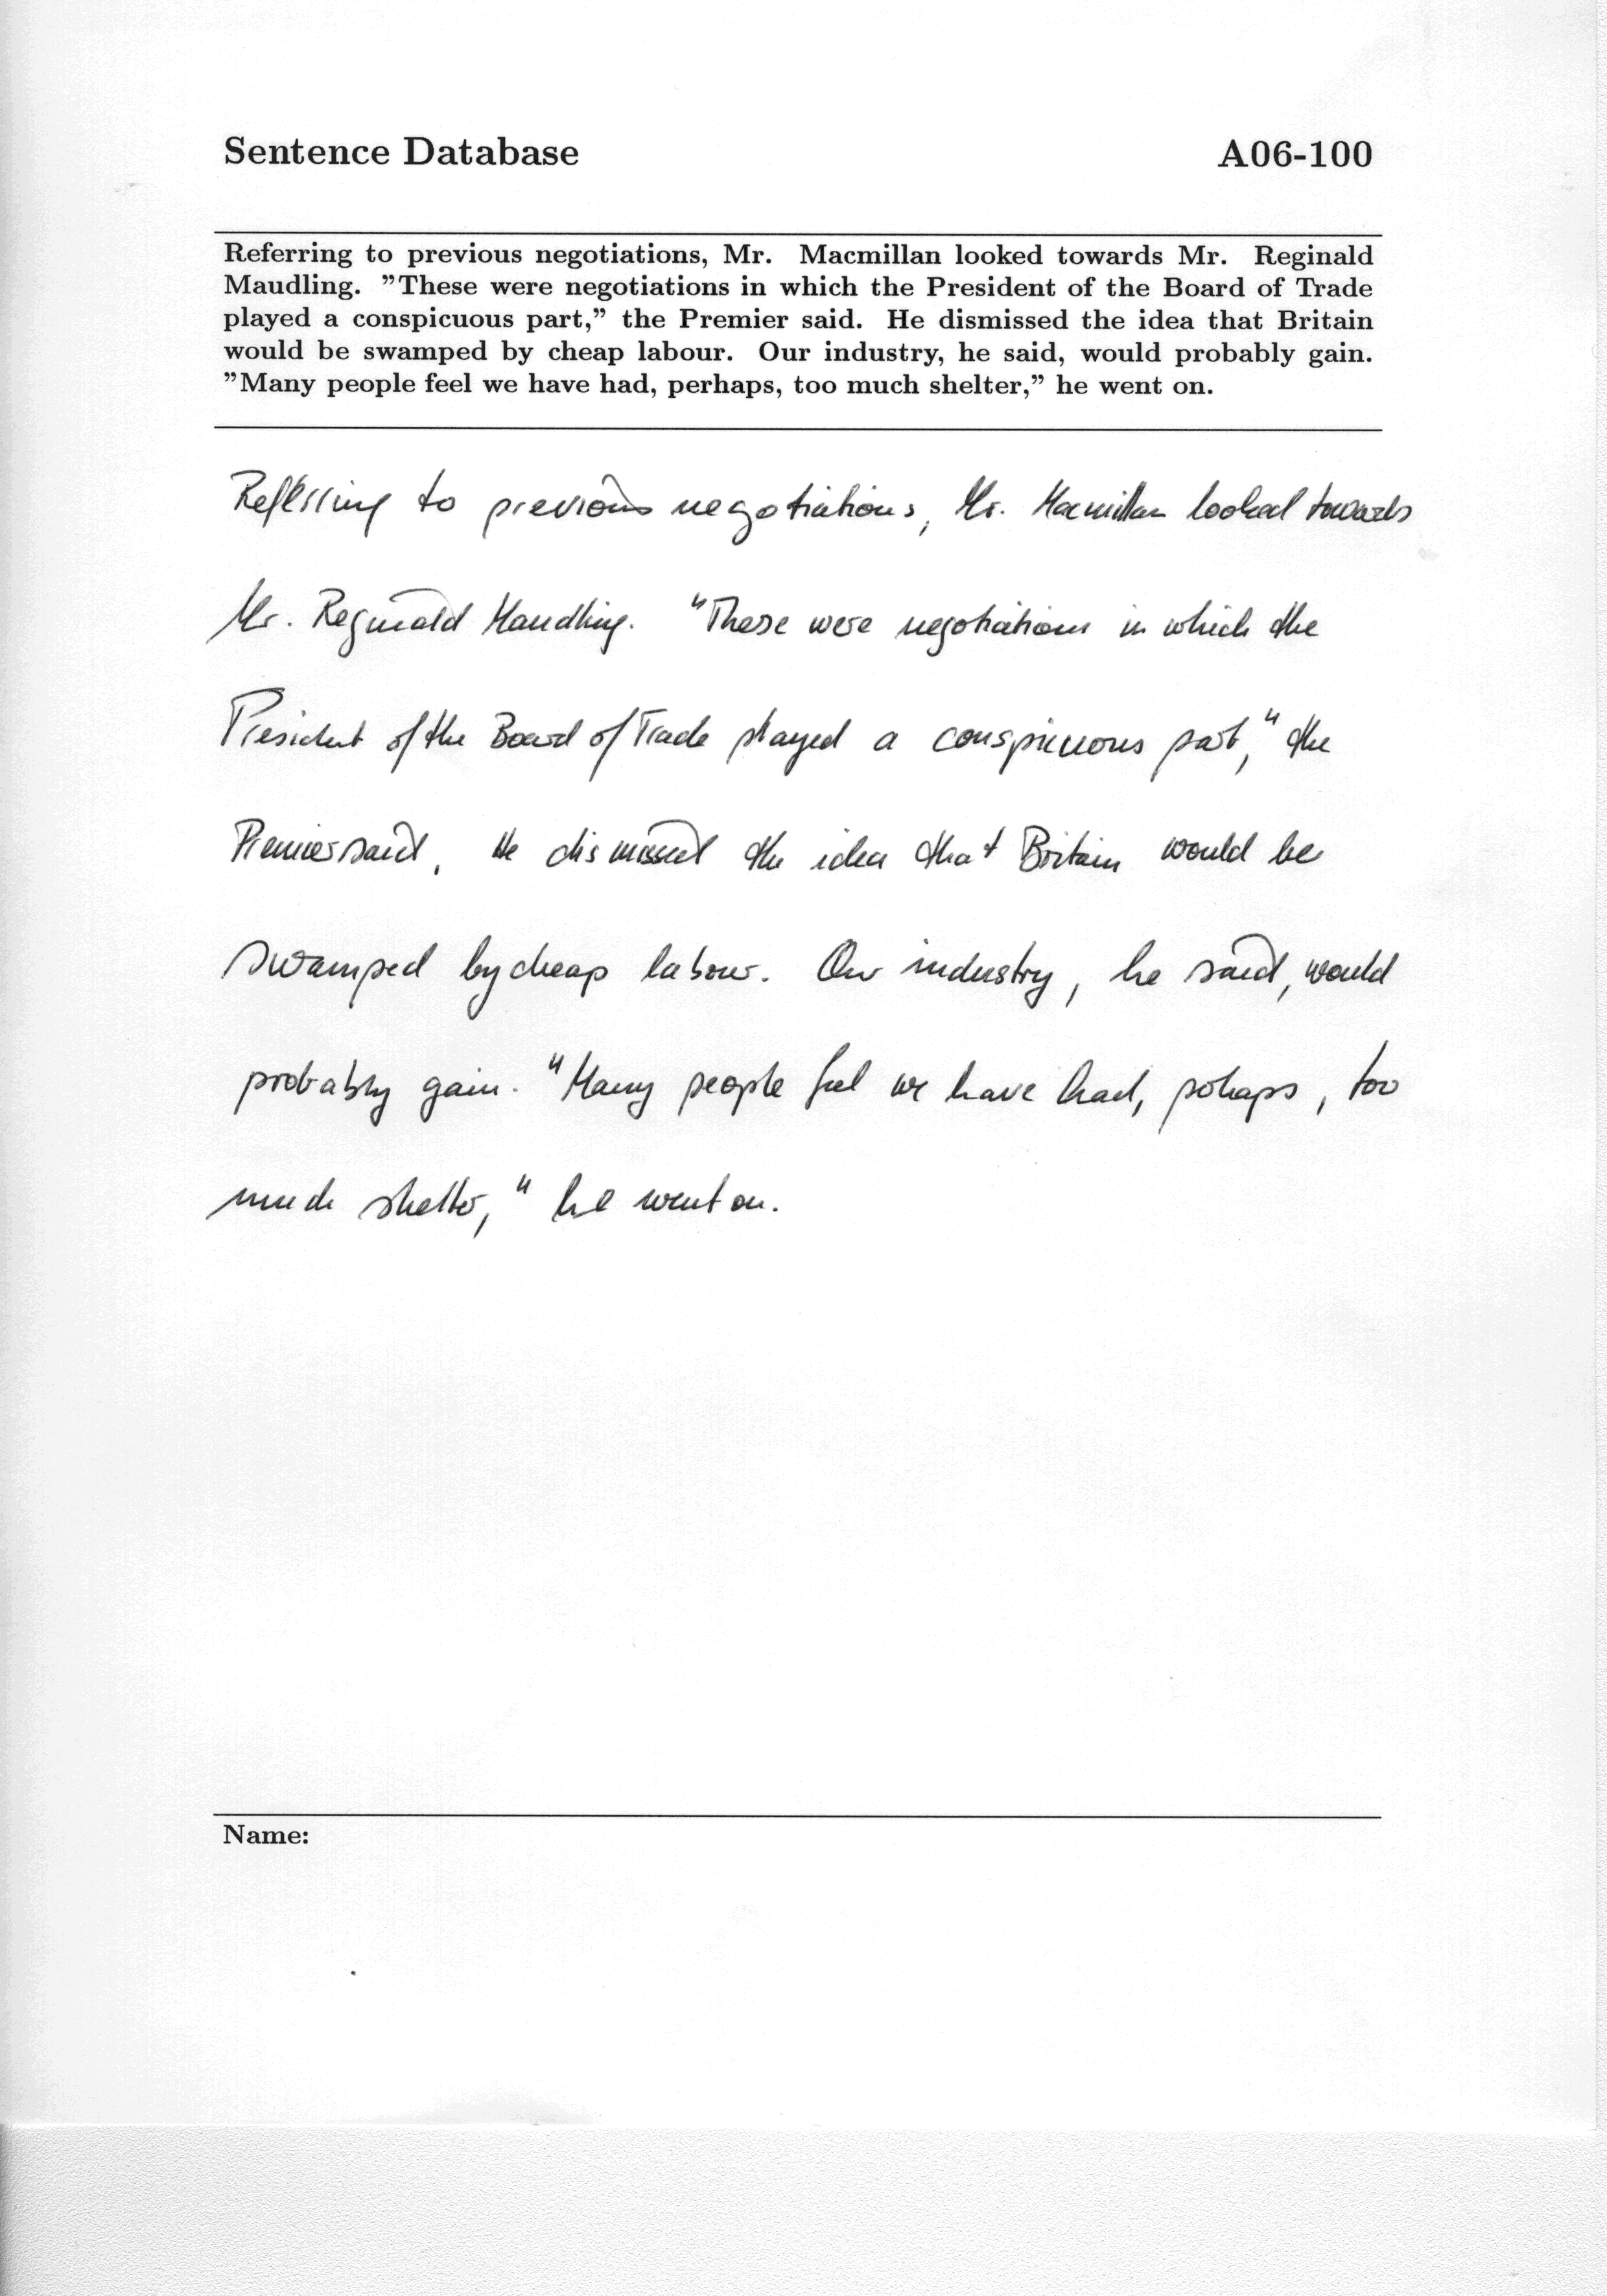 Sentence Database A06-100
Referring to previous negotiations, Mr. Macmillan looked towards Mr. Reginald
Maudling. ”These were negotiations in which the President of the Board of Trade
played a conspicuous part,” the Premier said. He dismissed the idea that Britain
would be swamped by cheap labour. Our industry, he said, would probably gain.
”Many people feel we have had, perhaps, too much shelter,” he went on.
Referring to previous negotiations, Mr. Macmillan looked towards
Mr. Reginald Maudling. "These were negotiations in which the
President of the Board of Trade played a conspicuous part," the
Premier said. He dismissed the idea that Britain would be
swamped by cheap labour. Our industry, he said, would
probably gain. "Many people feel we have had, perhaps, too
much shelter," he went on.
Name: